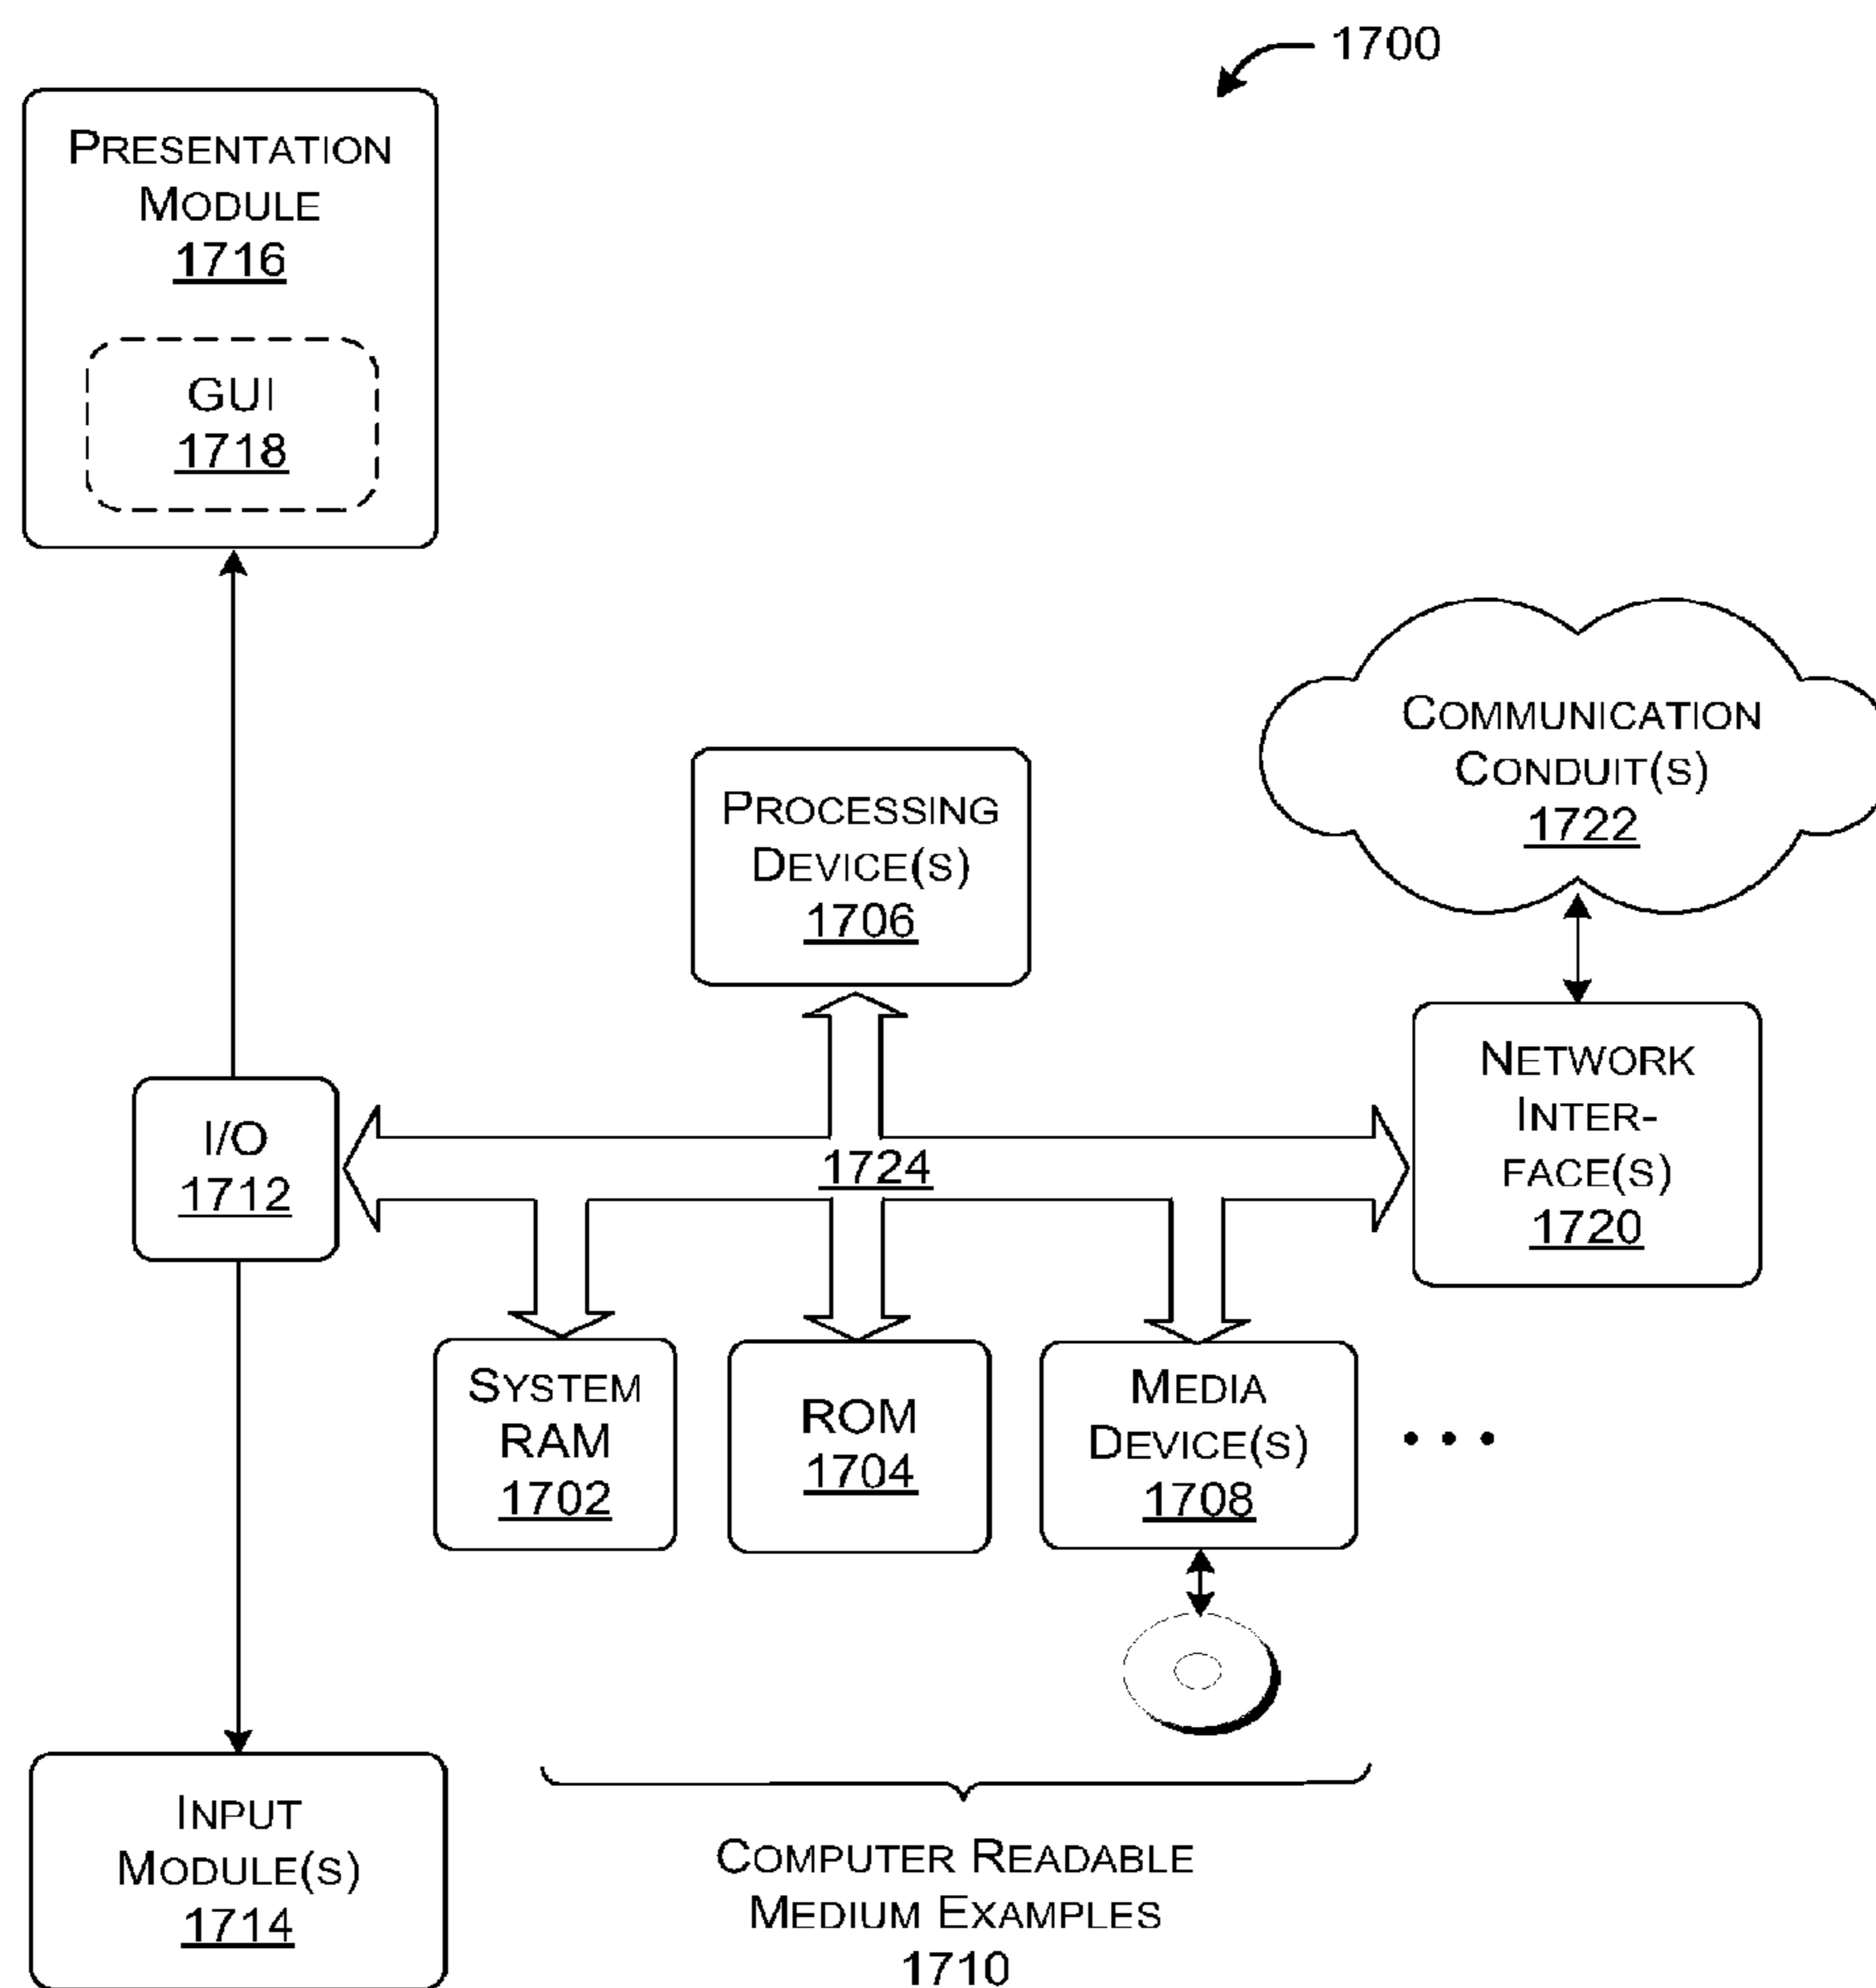 1700
PRESENTATION
MODULE
1716
GUI
1718
COMMUNICATION
CONDUIT(S)
1722
PROCESSING
DEVICE(S)
1706
NETWORK
INTER-
FACE(S)
1720
I/O
1712
1724
SYSTEM
RAM
1702
ROM
1704
MEDIA
DEVICE(S)
1708
• • •
INPUT
MODULE(S)
1714
COMPUTER READABLE
MEDIUM EXAMPLES
1710